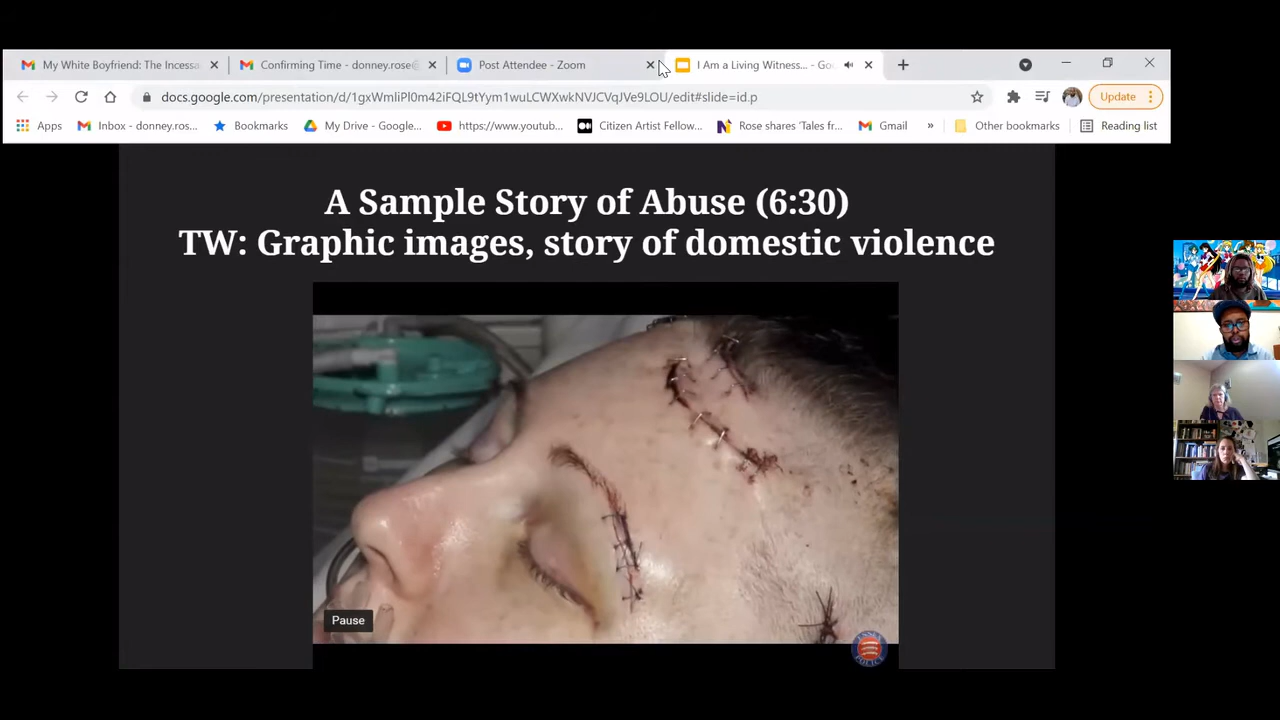 My White Boyfriend: The Incessa
Confirming Time - donney.rose@
Post Attendee - Zoom
I Am a Living Witness... - Goo
docs.google.com/presentation/d/1gxWmliPl0m42iFQL9tYym1wuLCWXwkNVJCVqJVe9LOU/edit#slide=id.p
Update
Apps
Inbox - donney.ros...
Bookmarks
My Drive - Google...
https://www.youtub...
Citizen Artist Fellow...
Rose shares 'Tales fr...
Gmail
»
Other bookmarks
Reading list
A Sample Story of Abuse (6:30)
TW: Graphic images, story of domestic violence
Pause
ESSEX
POLICE